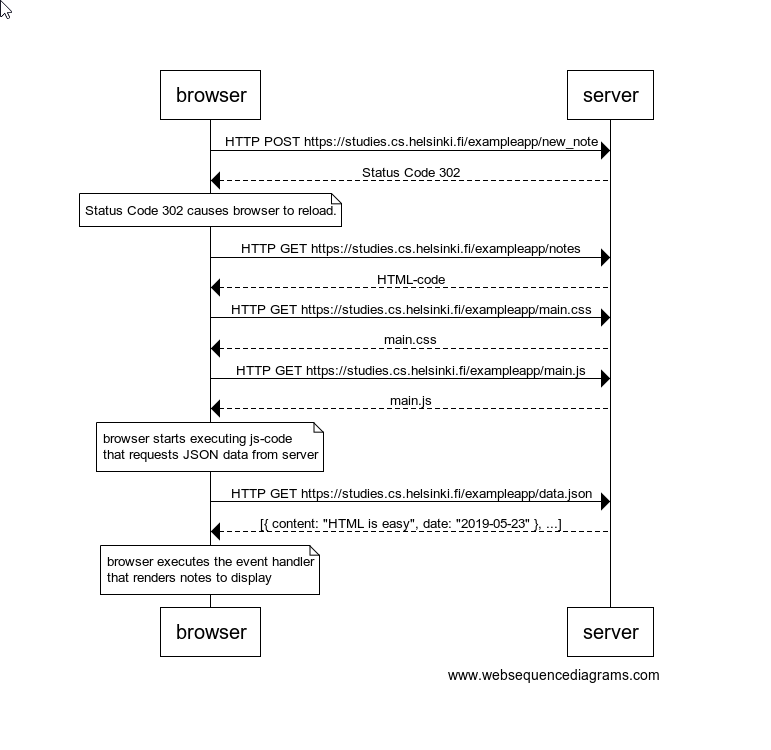 browser
server
HTTP POST https://studies.cs.helsinki.fi/exampleapp/new_note
Status Code 302
Status Code 302 causes browser to reload.
HTTP GET https://studies.cs.helsinki.fi/exampleapp/notes
HTML-code
HTTP GET https://studies.cs.helsinki.fi/exampleapp/main.css
main.css
HTTP GET https://studies.cs.helsinki.fi/exampleapp/main.js
main.js
browser starts executing js-code
that requests JSON data from server
HTTP GET https://studies.cs.helsinki.fi/exampleapp/data.json
[{ content: "HTML is easy", date: "2019-05-23" }, ...]
browser executes the event handler
that renders notes to display
browser
server
www.websequencediagrams.com